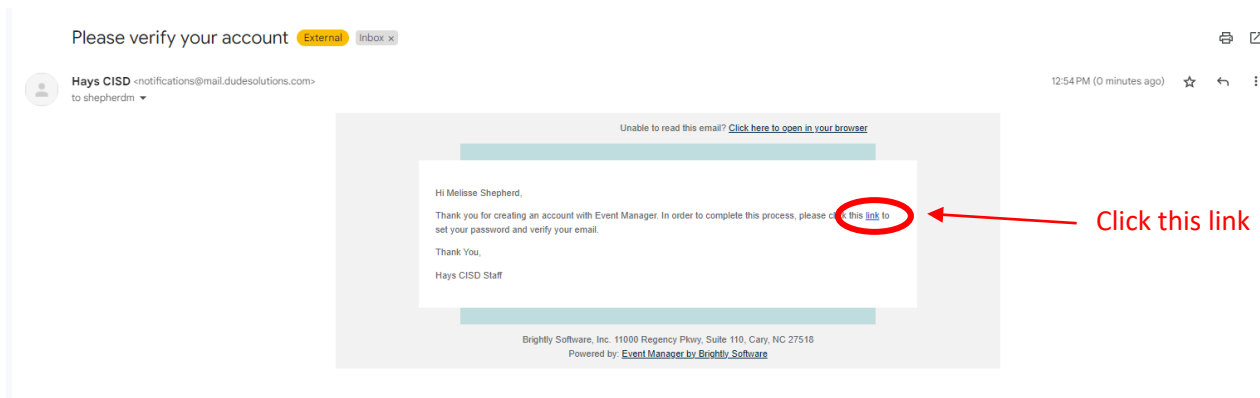 Please verify your account External Inbox x
Hays CISD <notifications@mail.dudesolutions.com>
12:54 PM (0 minutes ago)
to shepherdm
Unable to read this email? Click here to open in your browser
Hi Melisse Shepherd,
Thank you for creating an account with Event Manager. In order to complete this process, please click this link to
set your password and verify your email.
Thank You,
Hays CISD Staff
Click this link
Brightly Software, Inc. 11000 Regency Pkwy, Suite 110, Cary, NC 27518
Powered by: Event Manager by Brightly Software